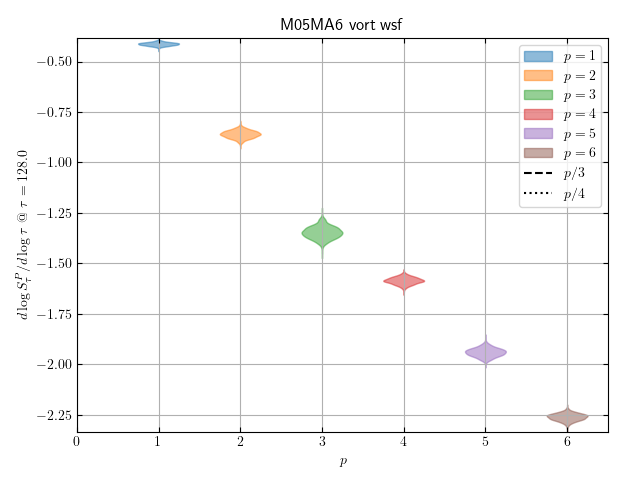 M05MA6 vort wsf
d log S_τ^P / d log τ @ τ = 128.0
−0.50
−0.75
−1.00
−1.25
−1.50
−1.75
−2.00
−2.25
p = 1
p = 2
p = 3
p = 4
p = 5
p = 6
p/3
p/4
0 1 2 3 4 5 6
p